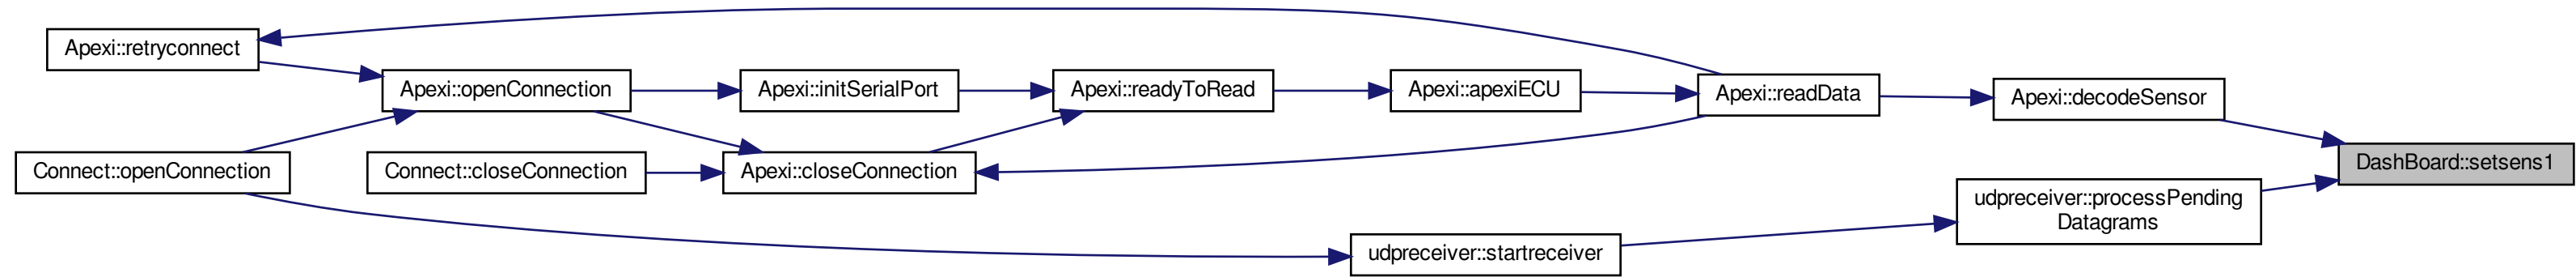 Apexi::retryconnect
Apexi::openConnection
Apexi::initSerialPort
Apexi::readyToRead
Apexi::apexiECU
Apexi::readData
Apexi::decodeSensor
Connect::openConnection
Connect::closeConnection
Apexi::closeConnection
DashBoard::setsens1
udpreceiver::processPending
Datagrams
udpreceiver::startreceiver